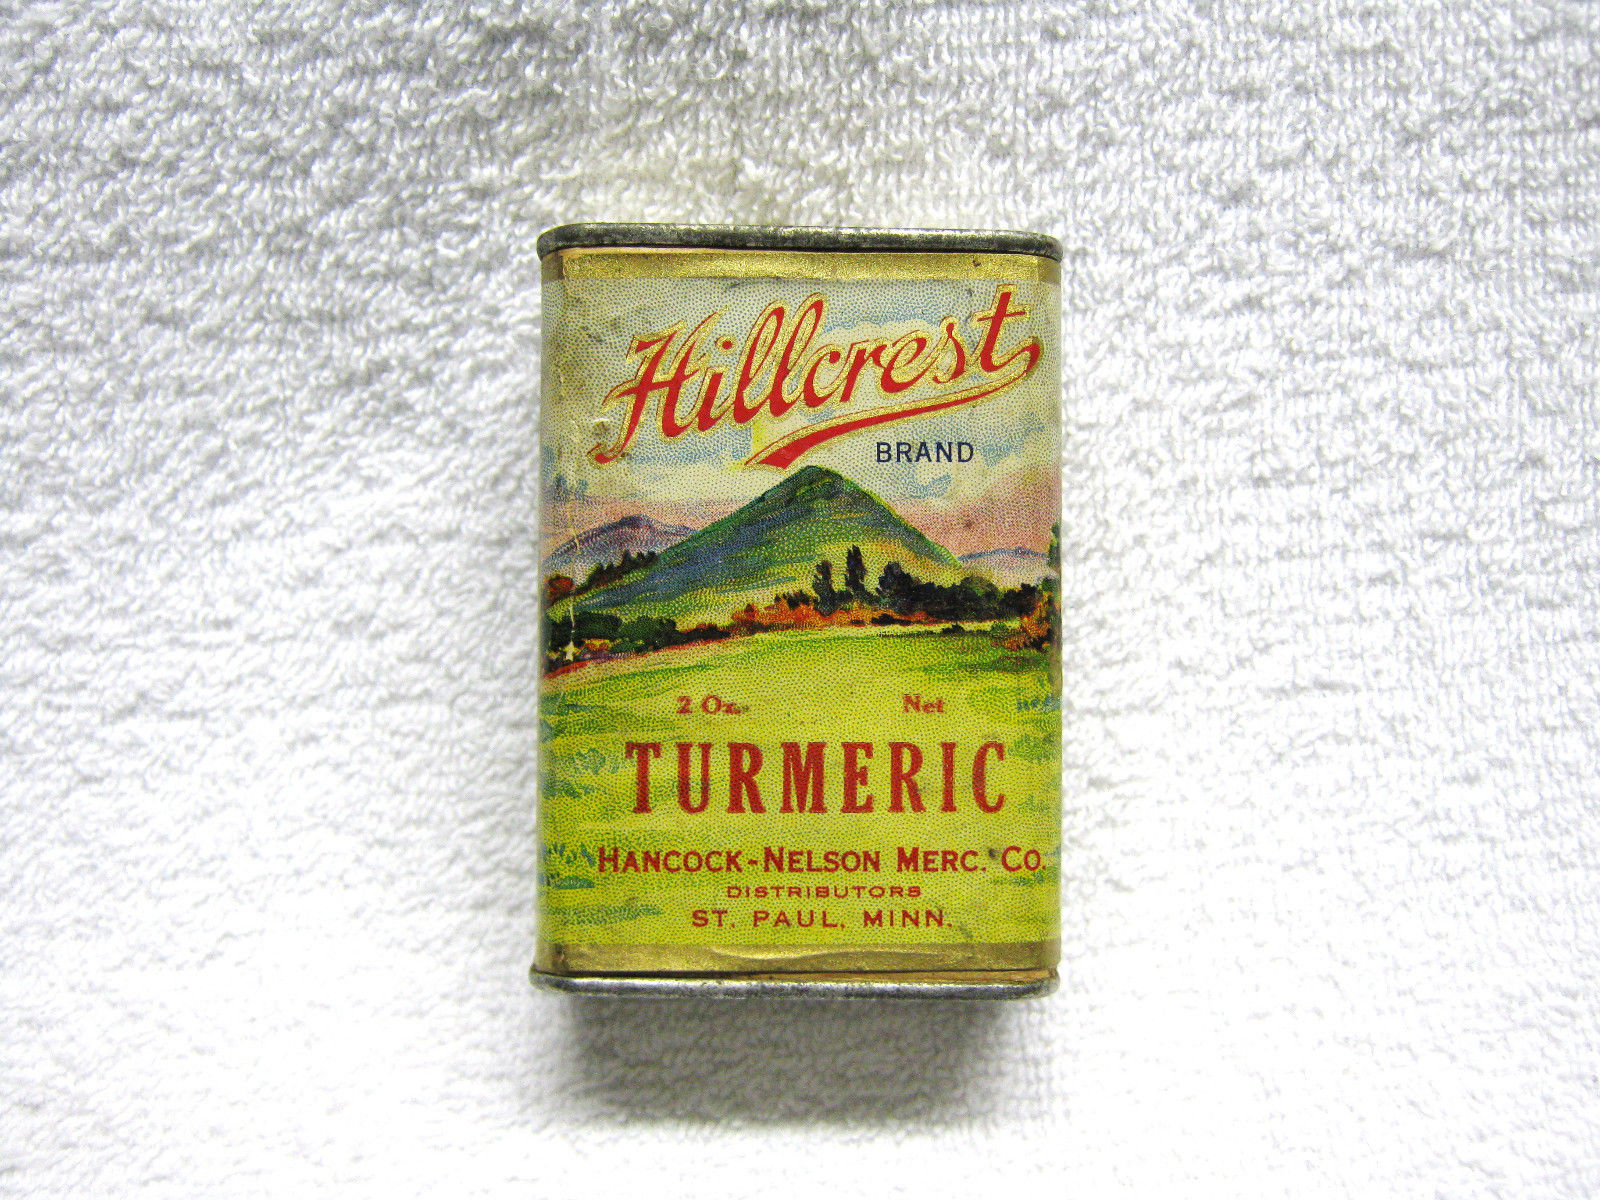 Hillcrest
BRAND
2 Oz. Net
TURMERIC
HANCOCK-NELSON MERC. CO.
DISTRIBUTORS
ST. PAUL, MINN.